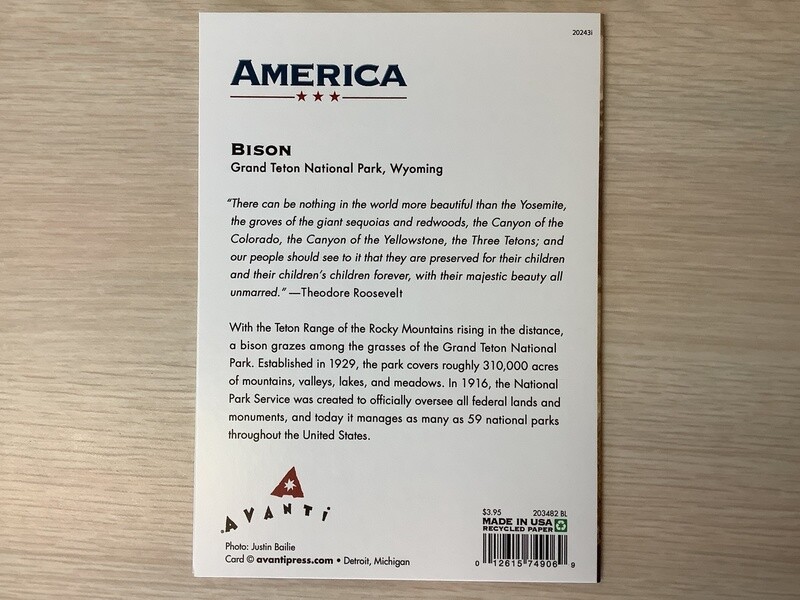 20243i
AMERICA
BISON
Grand Teton National Park, Wyoming
“There can be nothing in the world more beautiful than the Yosemite,
the groves of the giant sequoias and redwoods, the Canyon of the
Colorado, the Canyon of the Yellowstone, the Three Tetons; and
our people should see to it that they are preserved for their children
and their children’s children forever, with their majestic beauty all
unmarred.” —Theodore Roosevelt
With the Teton Range of the Rocky Mountains rising in the distance,
a bison grazes among the grasses of the Grand Teton National
Park. Established in 1929, the park covers roughly 310,000 acres
of mountains, valleys, lakes, and meadows. In 1916, the National
Park Service was created to officially oversee all federal lands and
monuments, and today it manages as many as 59 national parks
throughout the United States.
AVANTi
Photo: Justin Bailie
Card © avantipress.com • Detroit, Michigan
$3.95 203482 BL
MADE IN USA
RECYCLED PAPER
0 12615 74906 9